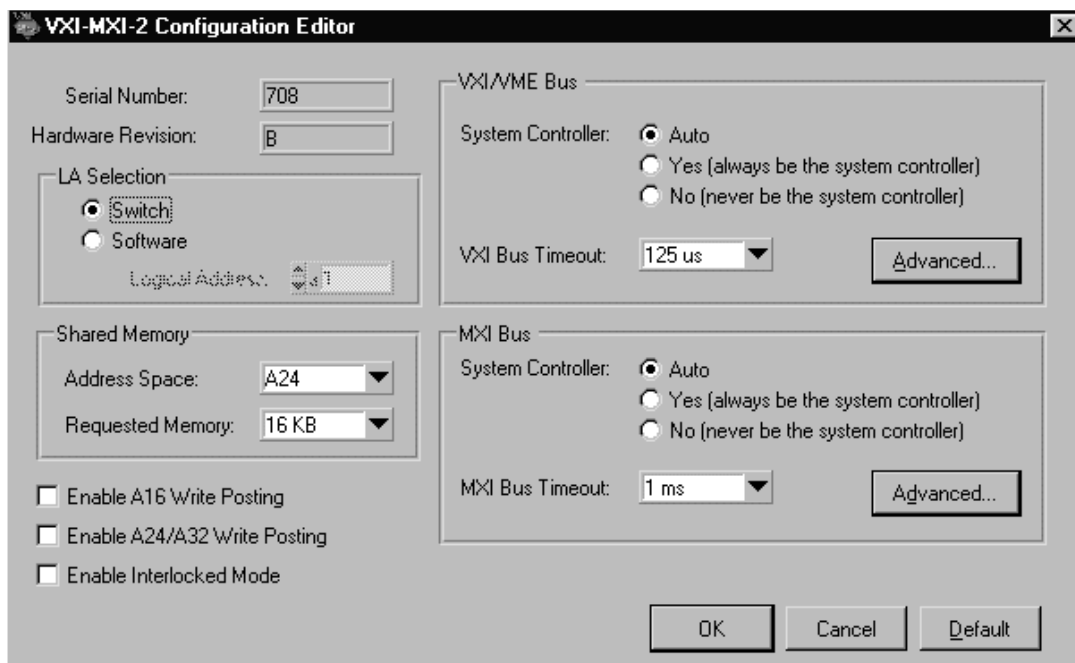 VXI-MXI-2 Configuration Editor
Serial Number: 708
Hardware Revision: B
LA Selection
Switch
Software
Logical Address: 1
Shared Memory
Address Space: A24
Requested Memory: 16 KB
Enable A16 Write Posting
Enable A24/A32 Write Posting
Enable Interlocked Mode
VXI/VME Bus
System Controller: Auto
Yes (always be the system controller)
No (never be the system controller)
VXI Bus Timeout: 125 us
Advanced...
MXI Bus
System Controller: Auto
Yes (always be the system controller)
No (never be the system controller)
MXI Bus Timeout: 1 ms
Advanced...
OK Cancel Default